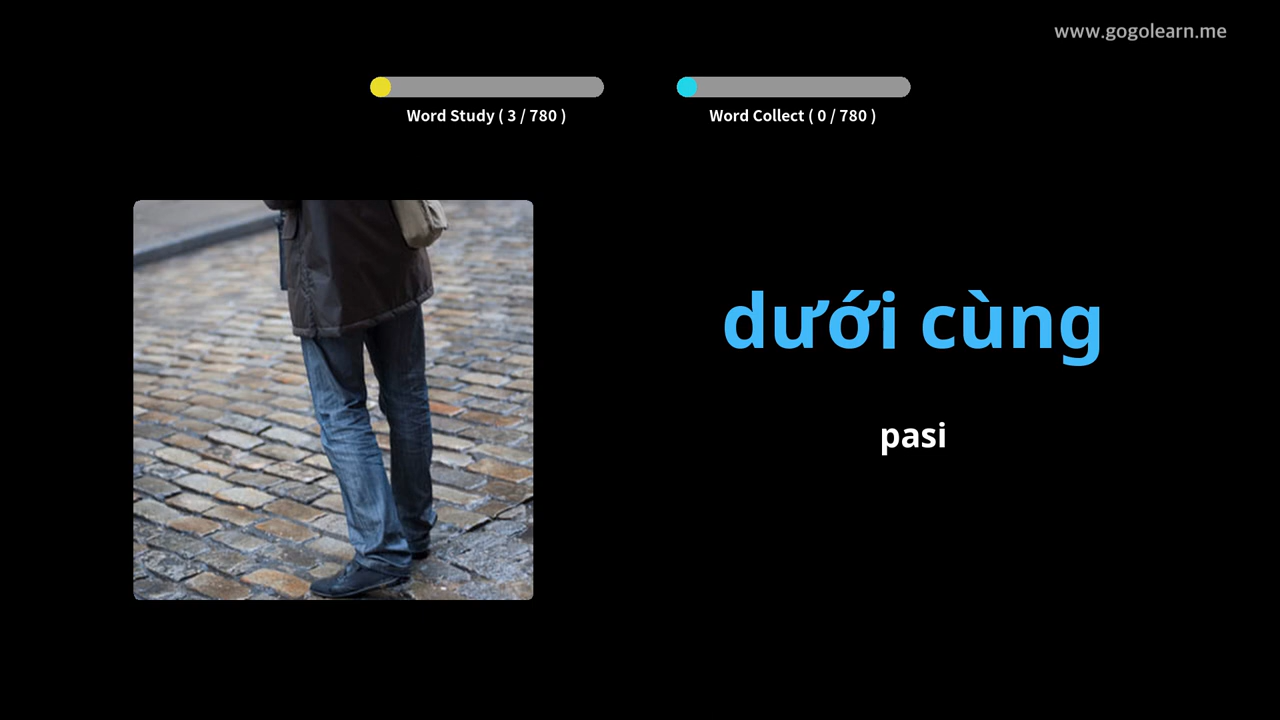 www.gogolearn.me
Word Study ( 3 / 780 )
Word Collect ( 0 / 780 )
dưới cùng
pasi